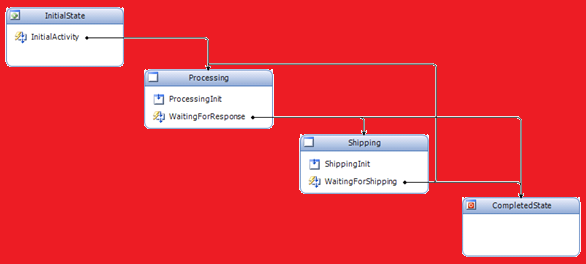 InitialState
InitialActivity
Processing
ProcessingInit
WaitingForResponse
Shipping
ShippingInit
WaitingForShipping
CompletedState